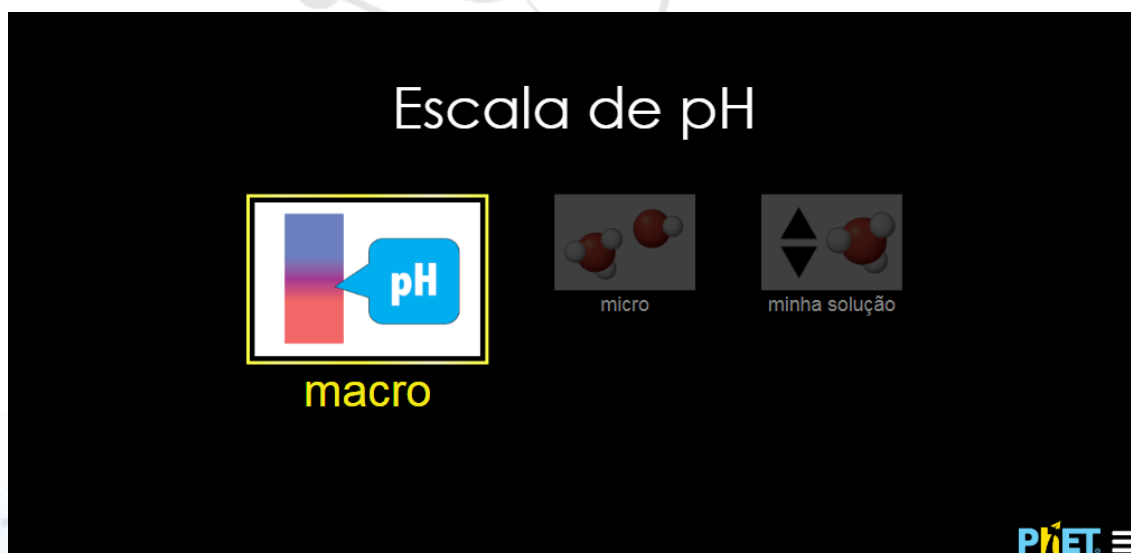 Escala de pH
pH
macro
micro
minha solução
PhET